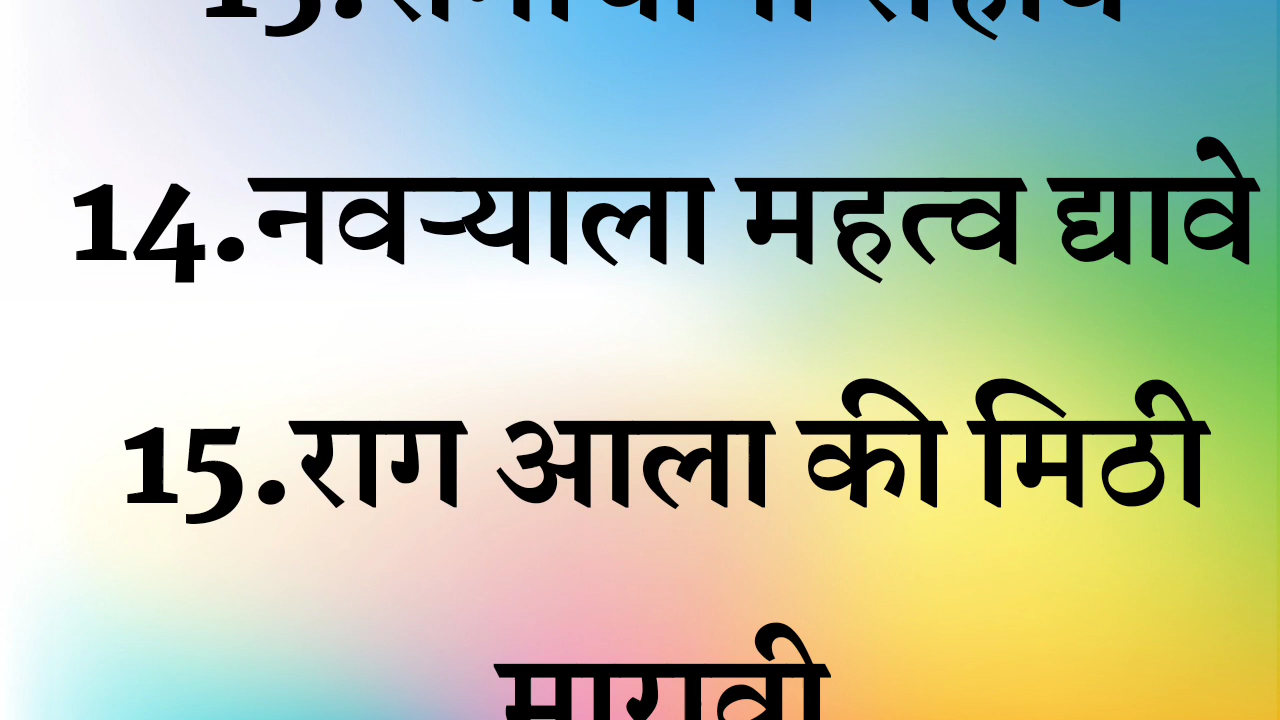 14.नवऱ्याला महत्व द्यावे
15.राग आला की मिठी
मारावी